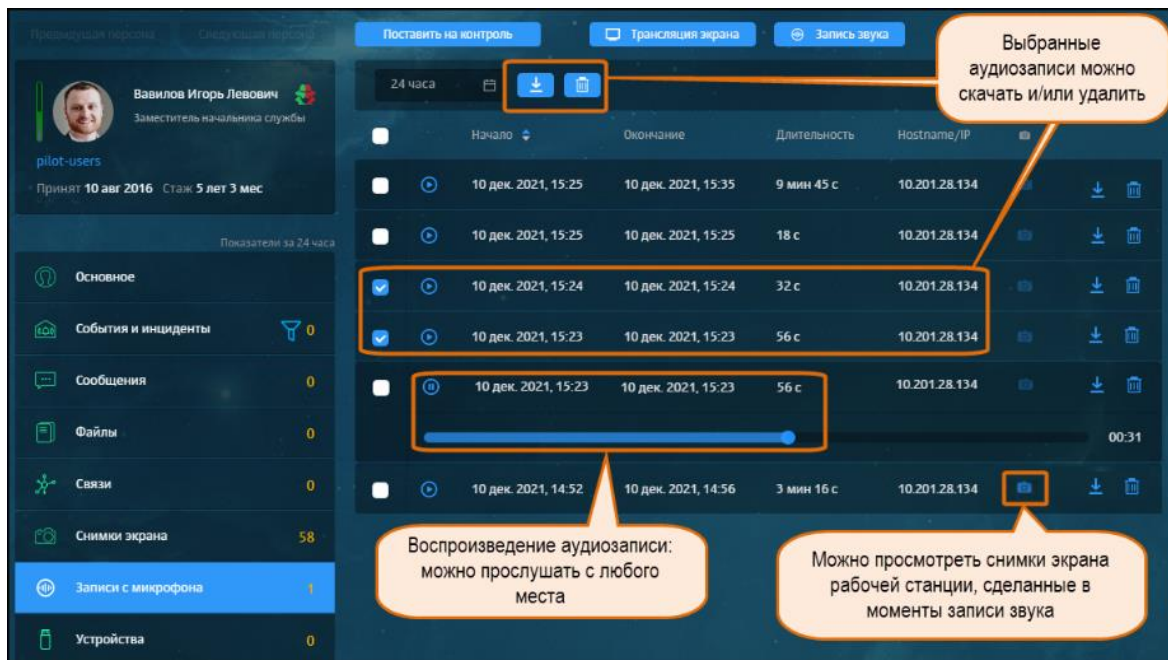 Предыдущая персона Следующая персона Поставить на контроль Трансляция экрана Запись звука
Выбранные
аудиозаписи можно
скачать и/или удалить
24 часа
Вавилов Игорь Левович
Заместитель начальника службы
pilot-users
Принят 10 авг 2016 Стаж 5 лет 3 мес
Показатели за 24 часа
Основное
События и инциденты 0
Сообщения 0
Файлы 0
Связи 0
Снимки экрана 58
Записи с микрофона 1
Устройства 0
Начало Окончание Длительность Hostname/IP
10 дек. 2021, 15:25 10 дек. 2021, 15:35 9 мин 45 с 10.201.28.134
10 дек. 2021, 15:25 10 дек. 2021, 15:25 18 с 10.201.28.134
10 дек. 2021, 15:24 10 дек. 2021, 15:24 32 с 10.201.28.134
10 дек. 2021, 15:23 10 дек. 2021, 15:23 56 с 10.201.28.134
10 дек. 2021, 15:23 10 дек. 2021, 15:23 56 с 10.201.28.134
00:31
10 дек. 2021, 14:52 10 дек. 2021, 14:56 3 мин 16 с 10.201.28.134
Воспроизведение аудиозаписи:
можно прослушать с любого
места
Можно просмотреть снимки экрана
рабочей станции, сделанные в
моменты записи звука